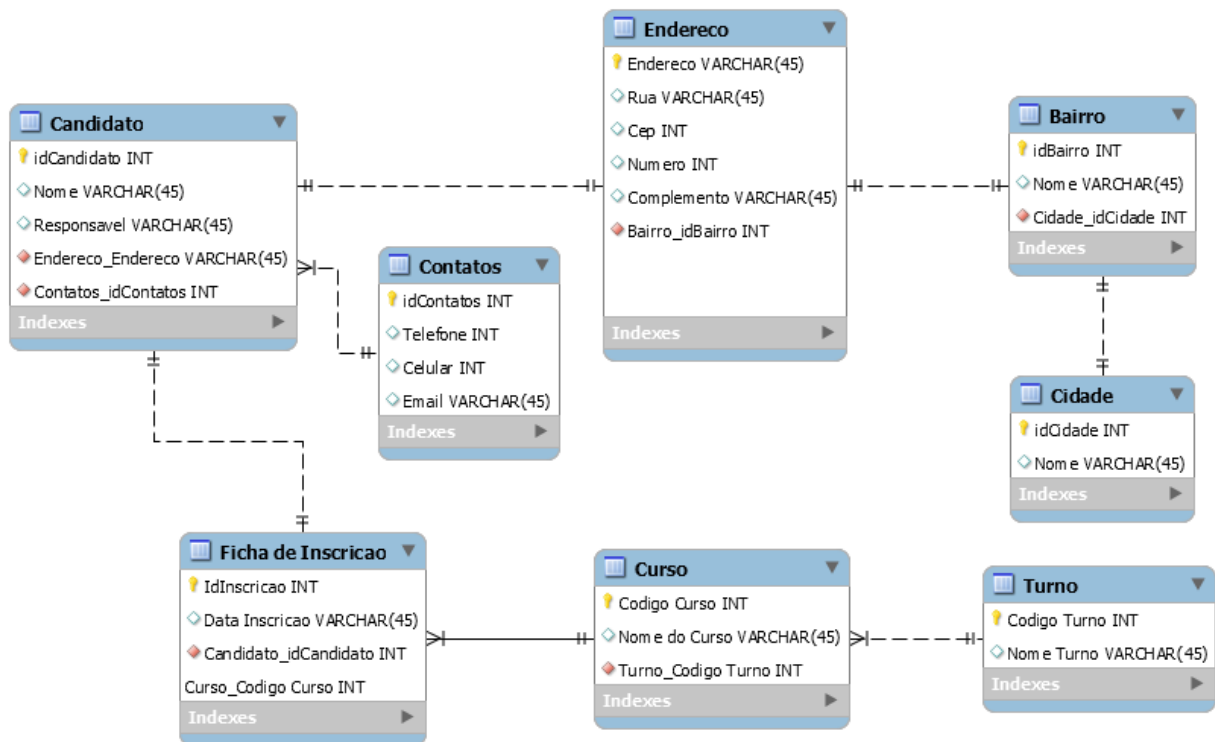 Endereco
Endereco VARCHAR(45)
Rua VARCHAR(45)
Cep INT
Numero INT
Complemento VARCHAR(45)
Bairro_idBairro INT
Indexes
Candidato
idCandidato INT
Nome VARCHAR(45)
Responsavel VARCHAR(45)
Endereco_Endereco VARCHAR(45)
Contatos_idContatos INT
Indexes
Bairro
idBairro INT
Nome VARCHAR(45)
Cidade_idCidade INT
Indexes
Contatos
idContatos INT
Telefone INT
Celular INT
Email VARCHAR(45)
Indexes
Cidade
idCidade INT
Nome VARCHAR(45)
Indexes
Ficha de Inscricao
IdInscricao INT
Data Inscricao VARCHAR(45)
Candidato_idCandidato INT
Curso_Codigo Curso INT
Indexes
Curso
Codigo Curso INT
Nome do Curso VARCHAR(45)
Turno_Codigo Turno INT
Indexes
Turno
Codigo Turno INT
Nome Turno VARCHAR(45)
Indexes